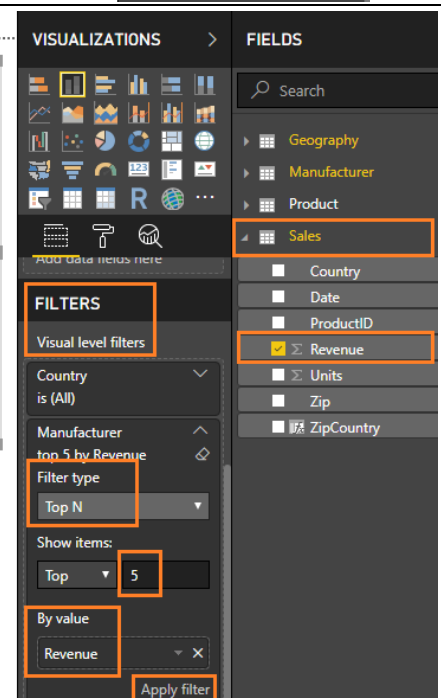 VISUALIZATIONS >
FIELDS
Search
Geography
Manufacturer
Product
Sales
Country
Date
ProductID
Σ Revenue
Σ Units
Zip
ZipCountry
123
R
...
Add data fields here
FILTERS
Visual level filters
Country
is (All)
Manufacturer
top 5 by Revenue
Filter type
Top N
Show items:
Top 5
By value
Revenue
Apply filter